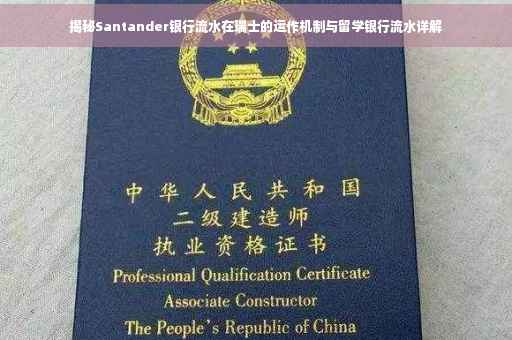 揭秘Santander银行流水在瑞士的运作机制与留学银行流水详解
中华人民共和国
二级建造师
执业资格证书
Professional Qualification Certificate
Associate Constructor
The People's Republic of China